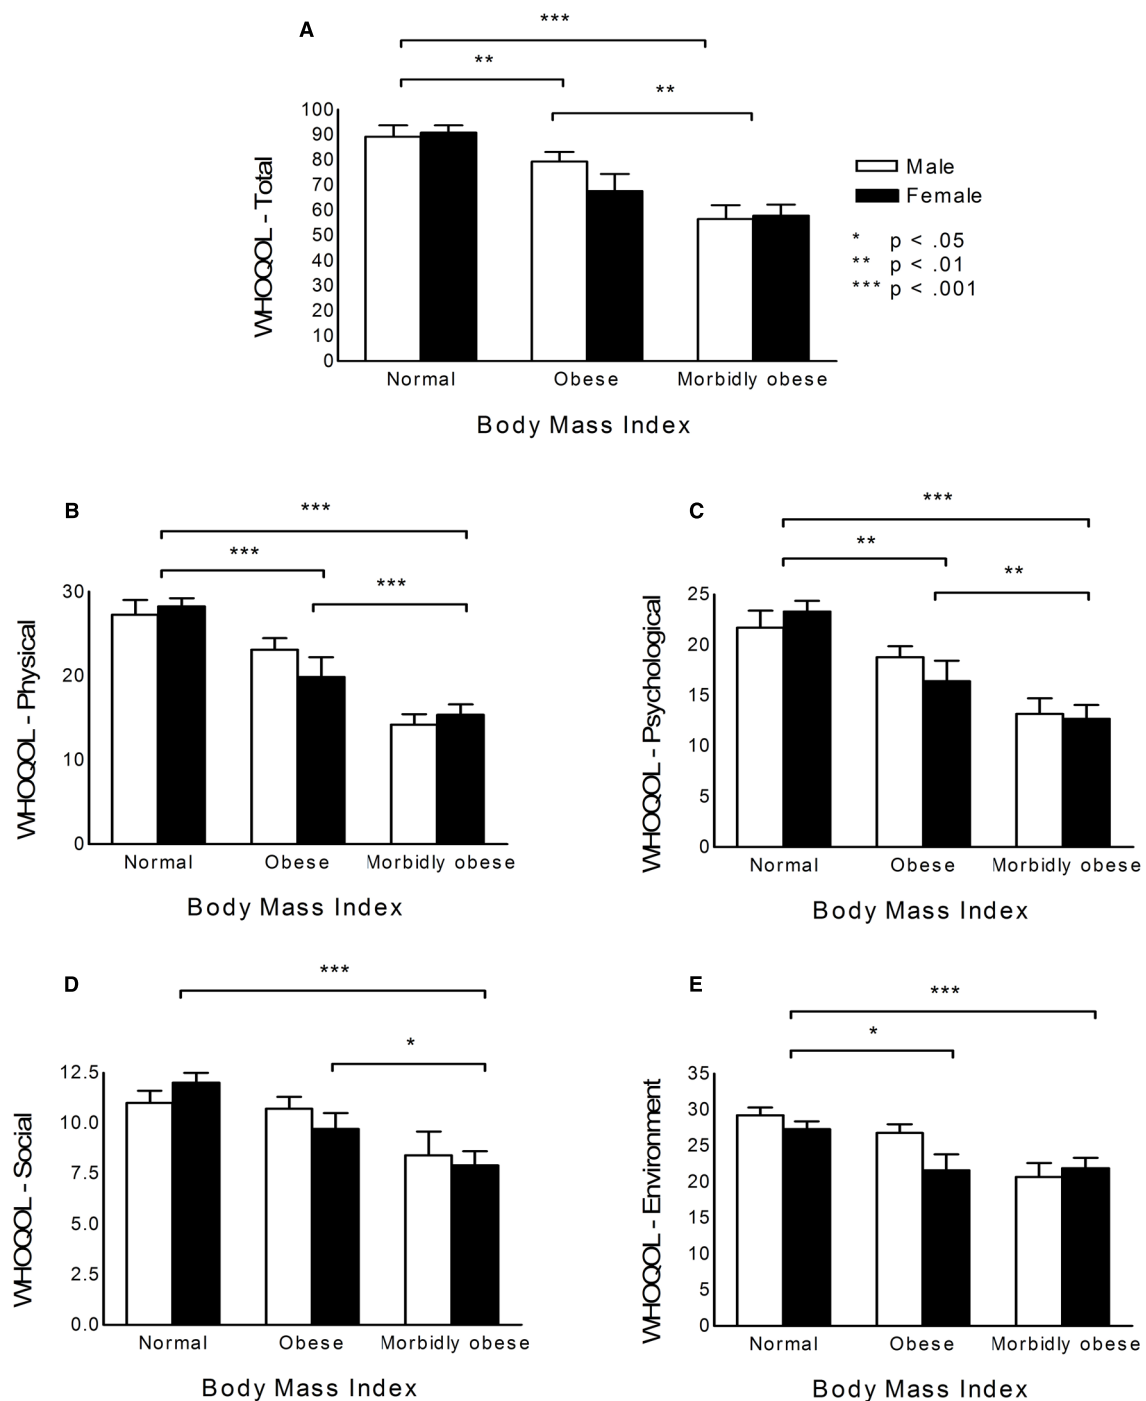 A
***
**
**
WHOQOL - Total
100
90
80
70
60
50
40
30
20
10
0
Normal Obese Morbidly obese
Body Mass Index
Male
Female
* p < .05
** p < .01
*** p < .001
B
***
***
***
WHOQOL - Physical
30
20
10
0
Normal Obese Morbidly obese
Body Mass Index
C
***
**
**
WHOQOL - Psychological
25
20
15
10
5
0
Normal Obese Morbidly obese
Body Mass Index
D
***
*
WHOQOL - Social
12.5
10.0
7.5
5.0
2.5
0.0
Normal Obese Morbidly obese
Body Mass Index
E
***
*
WHOQOL - Environment
35
30
25
20
15
10
5
0
Normal Obese Morbidly obese
Body Mass Index